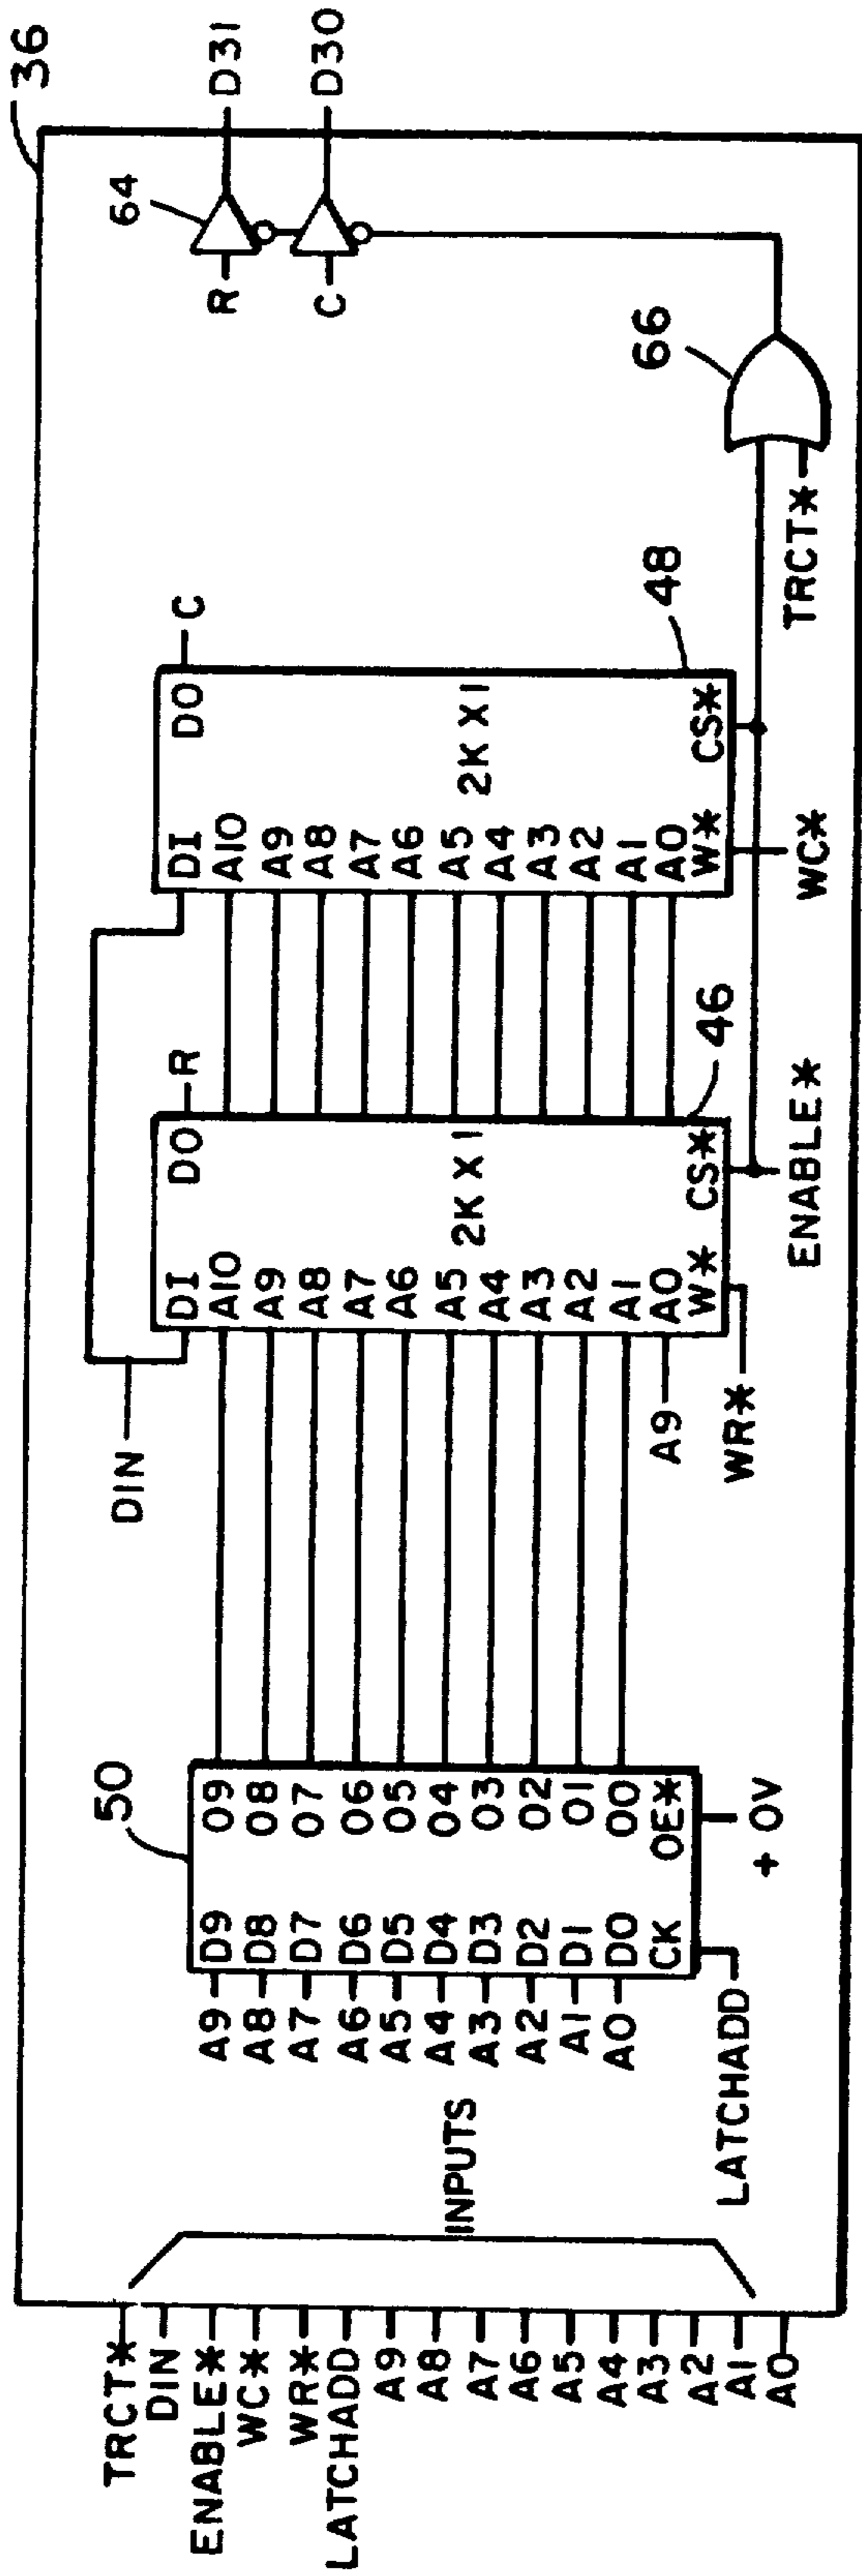 36
TRCT*
DIN
ENABLE*
WC*
WR*
LATCHADD
A9
A8
A7
A6
A5
A4
A3
A2
A1
A0
INPUTS
50
A9 D9 O9
A8 D8 O8
A7 D7 O7
A6 D6 O6
A5 D5 O5
A4 D4 O4
A3 D3 O3
A2 D2 O2
A1 D1 O1
A0 D0 O0
CK OE*
LATCHADD
+ 0V
DIN
DI DO R
A10
A9
A8
A7
A6
A5
A4
A3
A2
A1
A9 A0
W* CS*
2K X 1
46
WR*
ENABLE*
DI DO C
A10
A9
A8
A7
A6
A5
A4
A3
A2
A1
A0
W* CS*
2K X 1
48
WC*
TRCT*
66
64
R D31
C D30